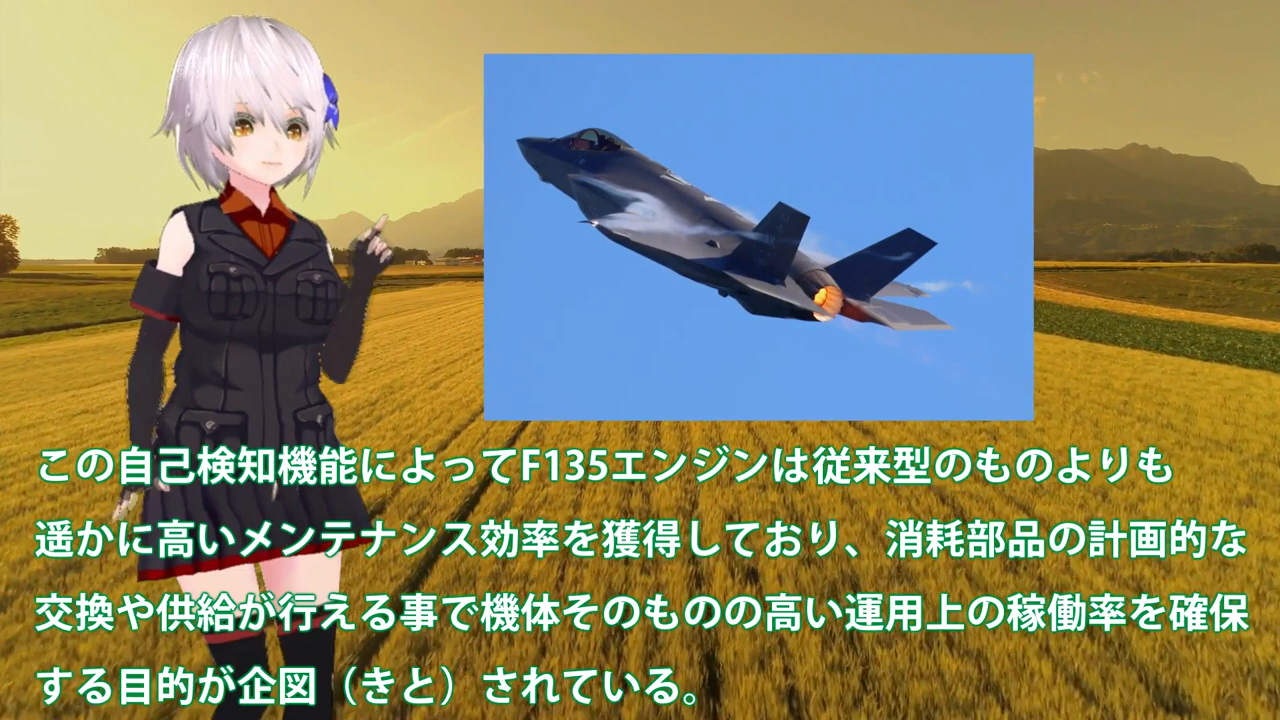 この自己検知機能によってF135エンジンは従来型のものよりも
遥かに高いメンテナンス効率を獲得しており、消耗部品の計画的な
交換や供給が行える事で機体そのものの高い運用上の稼働率を確保
する目的が企図（きと）されている。